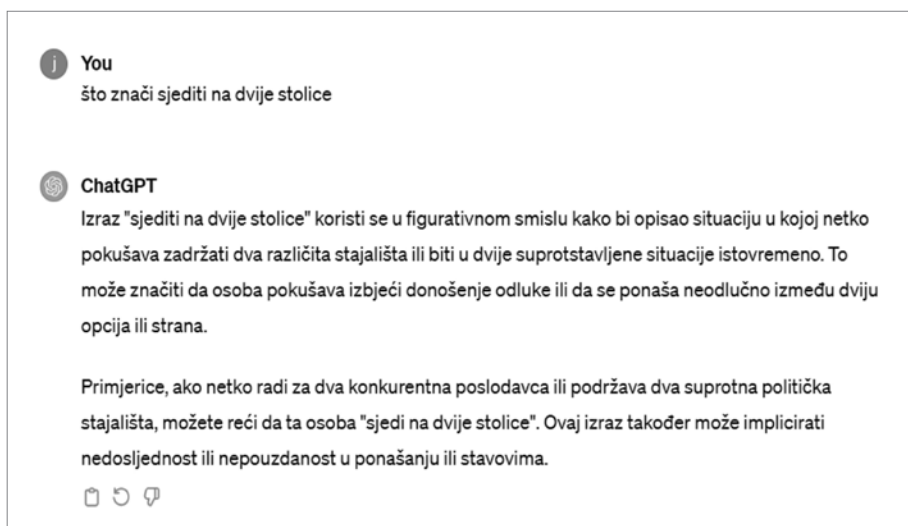 j
You
što znači sjediti na dvije stolice
ChatGPT
Izraz "sjediti na dvije stolice" koristi se u figurativnom smislu kako bi opisao situaciju u kojoj netko
pokušava zadržati dva različita stajališta ili biti u dvije suprotstavljene situacije istovremeno. To
može značiti da osoba pokušava izbjeći donošenje odluke ili da se ponaša neodlučno između dviju
opcija ili strana.
Primjerice, ako netko radi za dva konkurentna poslodavca ili podržava dva suprotna politička
stajališta, možete reći da ta osoba "sjedi na dvije stolice". Ovaj izraz također može implicirati
nedosljednost ili nepouzdanost u ponašanju ili stavovima.